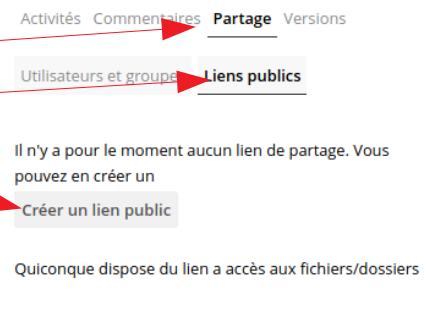 Activités Commentaires Partage Versions
Utilisateurs et groupe Liens publics
Il n'y a pour le moment aucun lien de partage. Vous
pouvez en créer un
Créer un lien public
Quiconque dispose du lien a accès aux fichiers/dossiers